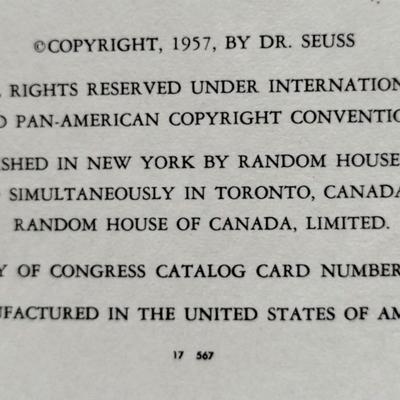 ©COPYRIGHT, 1957, BY DR. SEUSS
RIGHTS RESERVED UNDER INTERNATIONAL
PAN-AMERICAN COPYRIGHT CONVENTIO
SHED IN NEW YORK BY RANDOM HOUSE
SIMULTANEOUSLY IN TORONTO, CANADA
RANDOM HOUSE OF CANADA, LIMITED.
Y OF CONGRESS CATALOG CARD NUMBER
UFACTURED IN THE UNITED STATES OF AM
17 567